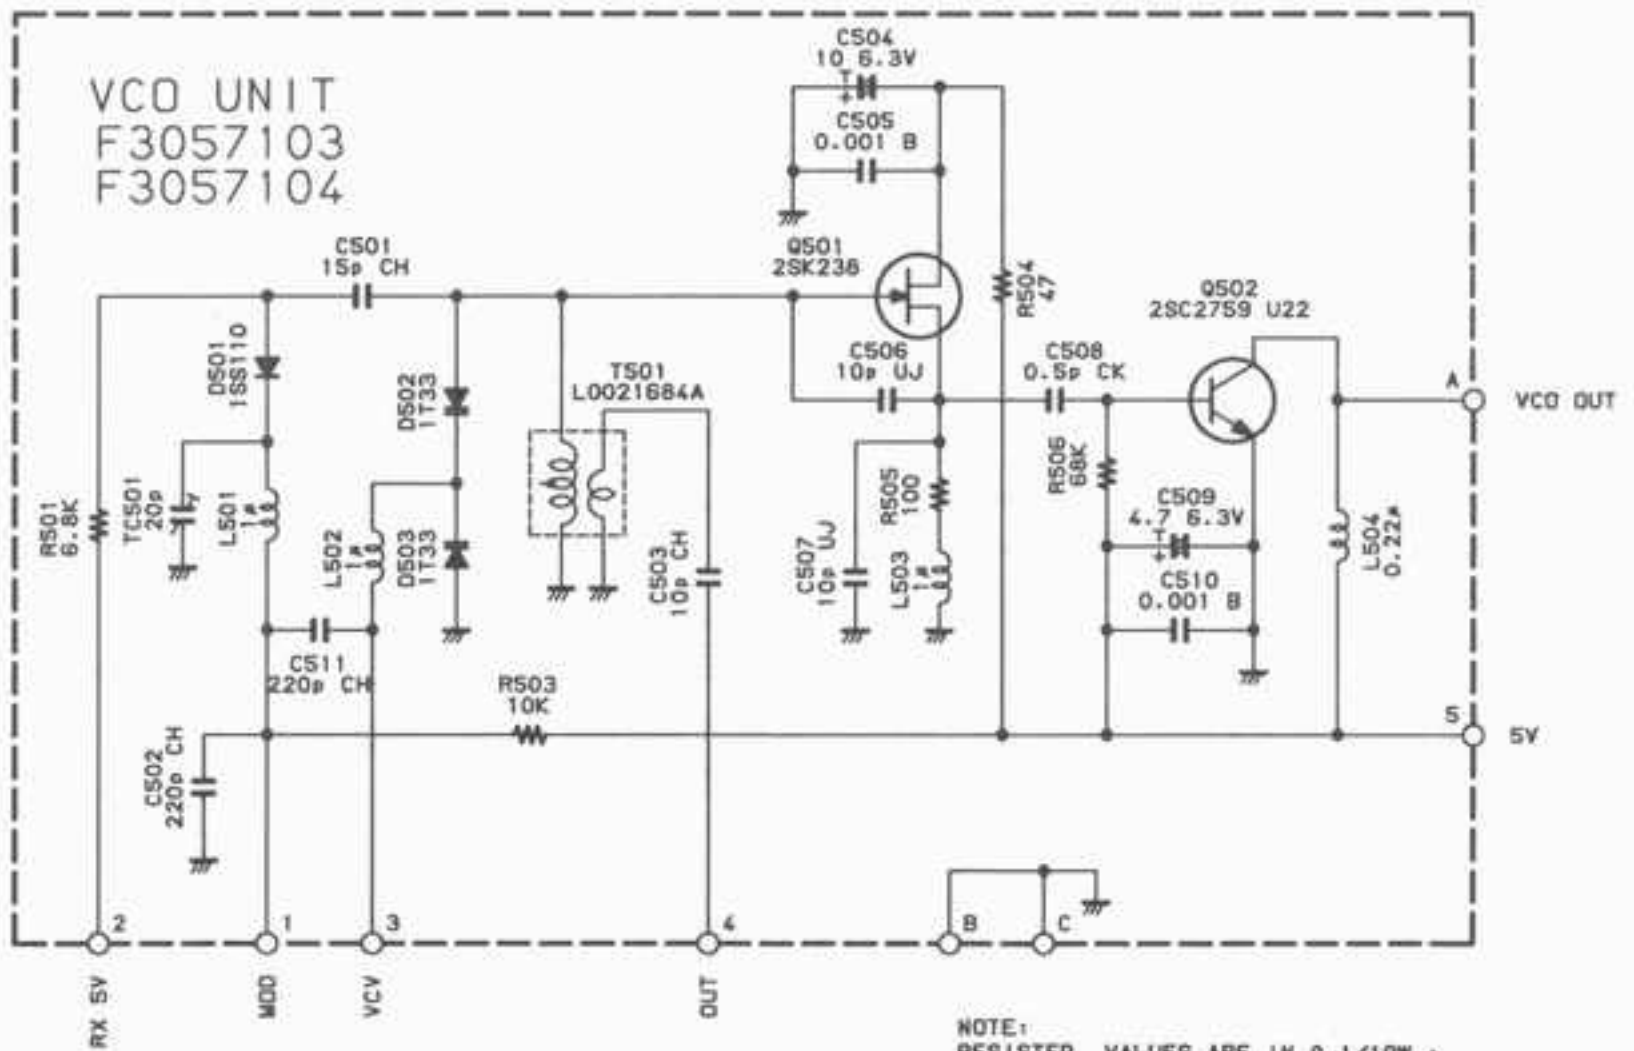 VCO UNIT
F3057103
F3057104
C504
10 6.3V
+
C505
0.001 B
C501
15p CH
Q501
2SK236
R504
47
Q502
2SC2759 U22
D501
1SS110
D502
1T33
T501
L0021684A
C506
10p UJ
C508
0.5p CK
A
VCO OUT
R501
6.8K
TC501
20p
L501
1μ
L502
1μ
D503
1T33
C503
10p CH
C507
10p UJ
R505
100
L503
1μ
R506
68K
C509
4.7 6.3V
+
C510
0.001 B
L504
0.22μ
C511
220p CH
R503
10K
C502
220p CH
5
5V
2
1
3
4
B
C
RX 5V
MOD
VCV
OUT
NOTE:
RESISTER VALUES ARE IN